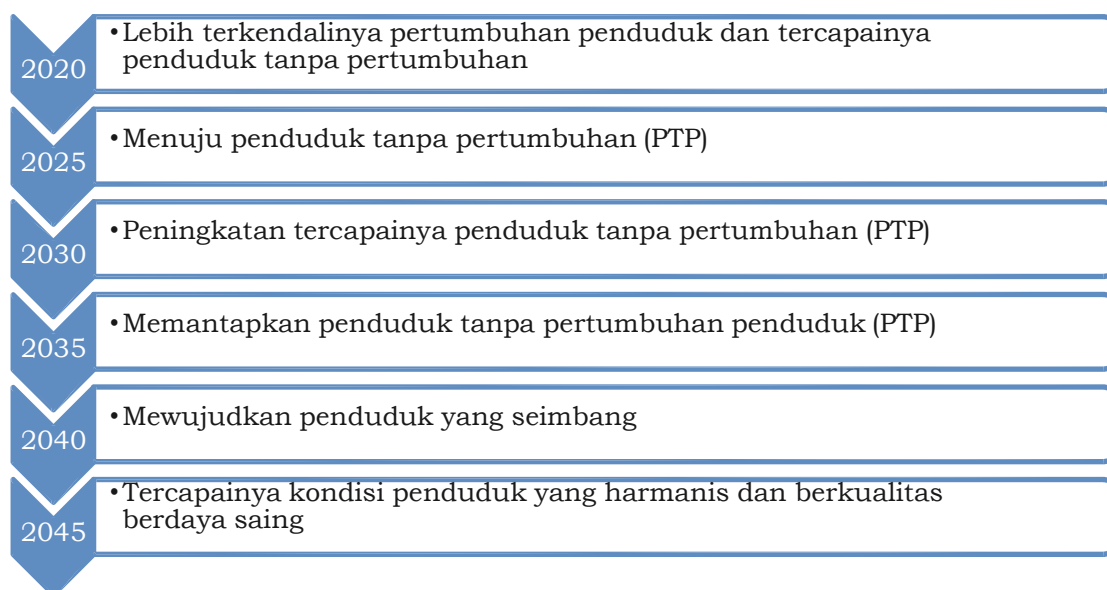 2020
•Lebih terkendalinya pertumbuhan penduduk dan tercapainya
penduduk tanpa pertumbuhan
2025
•Menuju penduduk tanpa pertumbuhan (PTP)
2030
•Peningkatan tercapainya penduduk tanpa pertumbuhan (PTP)
2035
•Memantapkan penduduk tanpa pertumbuhan penduduk (PTP)
2040
•Mewujudkan penduduk yang seimbang
2045
•Tercapainya kondisi penduduk yang harmanis dan berkualitas
berdaya saing